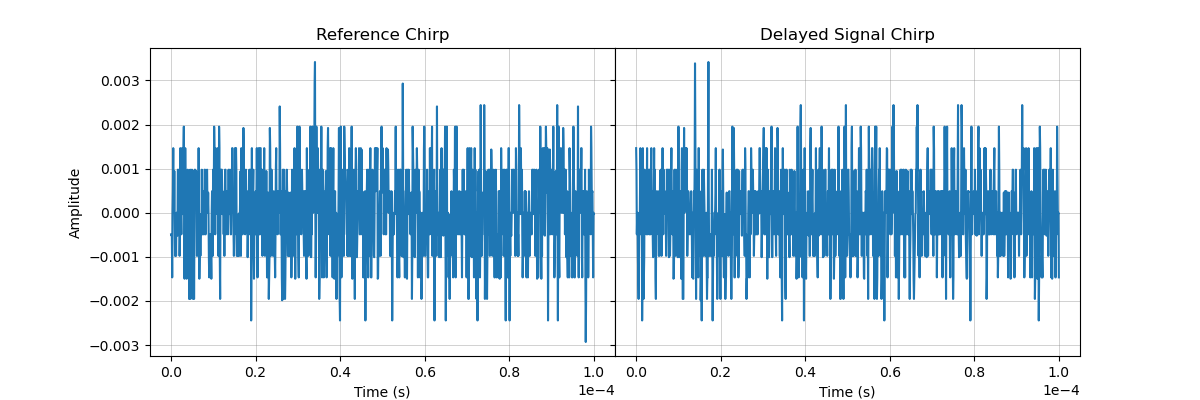 Reference Chirp
Delayed Signal Chirp
Amplitude
0.003
0.002
0.001
0.000
−0.001
−0.002
−0.003
0.0 0.2 0.4 0.6 0.8 1.0
0.0 0.2 0.4 0.6 0.8 1.0
1e−4
1e−4
Time (s)
Time (s)